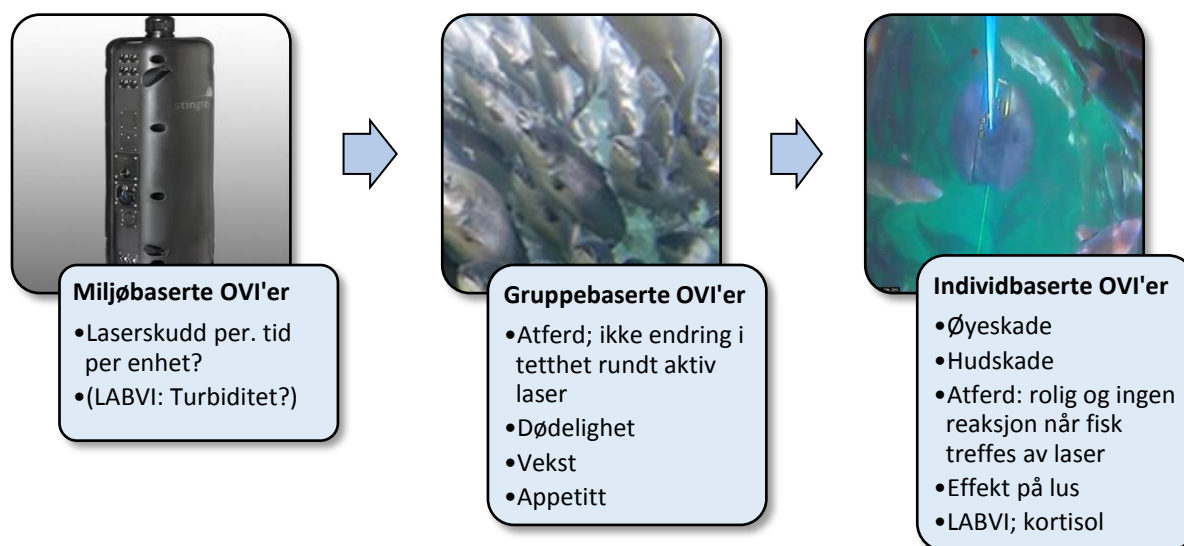 stingray
Miljøbaserte OVI'er
•Laserskudd per. tid
per enhet?
•(LABVI: Turbiditet?)
Gruppebaserte OVI'er
•Atferd; ikke endring i
tetthet rundt aktiv
laser
•Dødelighet
•Vekst
•Appetitt
Individbaserte OVI'er
•Øyeskade
•Hudskade
•Atferd: rolig og ingen
reaksjon når fisk
treffes av laser
•Effekt på lus
•LABVI; kortisol